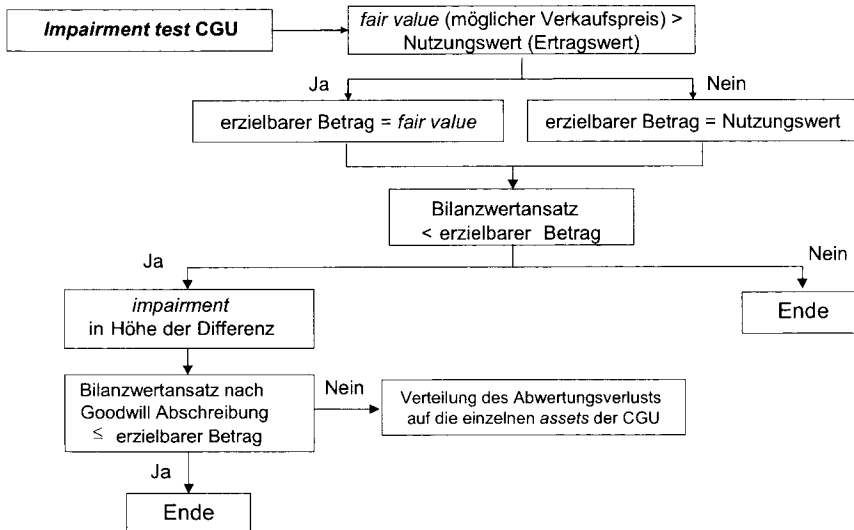 Impairment test CGU
fair value (möglicher Verkaufspreis) >
Nutzungswert (Ertragswert)
Ja
Nein
erzielbarer Betrag = fair value
erzielbarer Betrag = Nutzungswert
Bilanzwertansatz
< erzielbarer Betrag
Ja
Nein
impairment
in Höhe der Differenz
Ende
Bilanzwertansatz nach
Goodwill Abschreibung
≤ erzielbarer Betrag
Nein
Verteilung des Abwertungsverlusts
auf die einzelnen assets der CGU
Ja
Ende